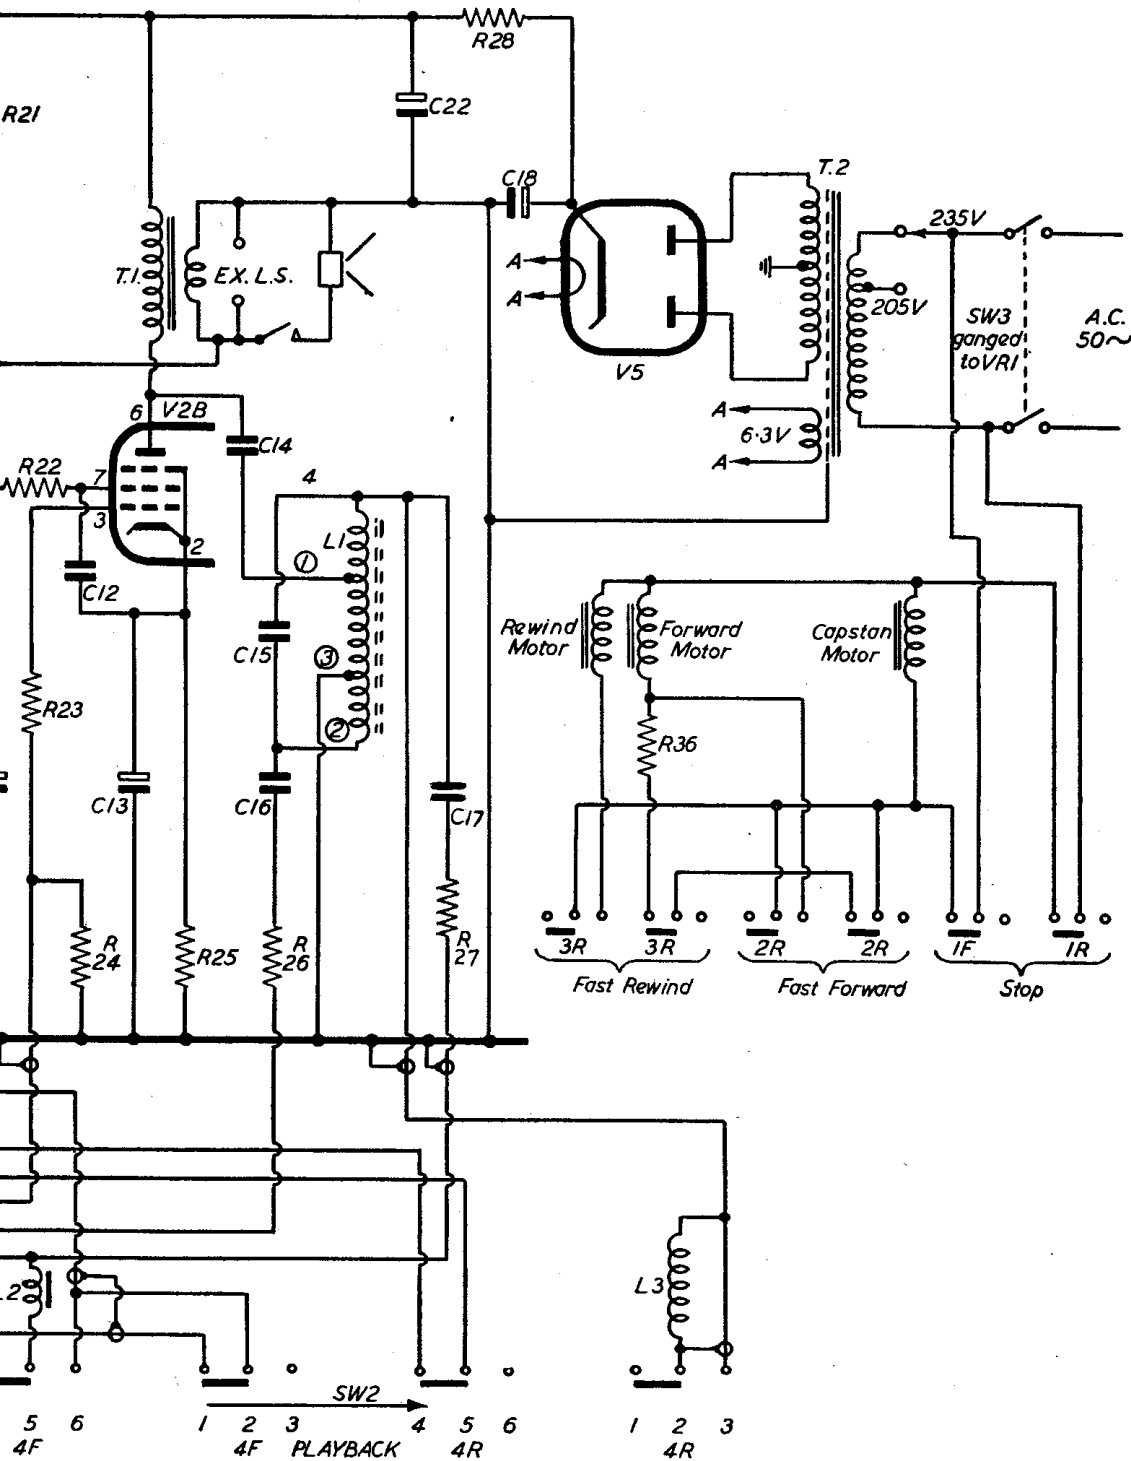 R28
R21
C22
C18
T.2
235V
T.1.
EX.L.S.
A
A
205V
SW3
ganged
to VR1
A.C.
50~
V5
6
V2B
A
6·3V
A
C14
R22
7
3
4
L1
1
2
C12
C15
3
Rewind
Motor
Forward
Motor
Capstan
Motor
R23
2
R36
C13
C16
C17
R
24
R25
R
26
R
27
3R
3R
2R
2R
1F
1R
Fast Rewind
Fast Forward
Stop
L2
L3
SW2
5
6
1
2
3
4
5
6
1
2
3
4F
4F
PLAYBACK
4R
4R